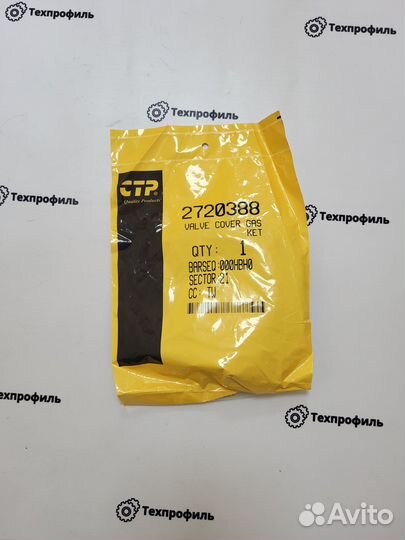 Техпрофиль
Техпрофиль
Техпрофиль
CTP®
Quality Products
2720388
VALVE COVER GAS
KET
QTY: 1
BARSEQ:000HBH0
SECTOR:21
CC: TW
Техпрофиль
Техпрофиль
Техпрофиль
Техпрофиль
Техпрофиль
Avito